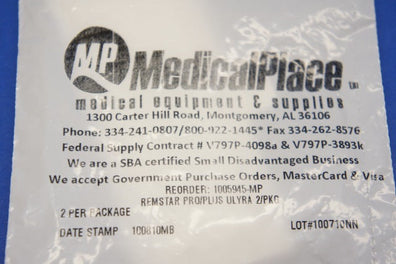 MP MedicalPlace
medical equipment & supplies
1300 Carter Hill Road, Montgomery, AL 36106
Phone: 334-241-0807/800-922-1445* Fax 334-262-8576
Federal Supply Contract # V797P-4098a & V797P-3893k
We are a SBA certified Small Disadvantaged Business
We accept Government Purchase Orders, MasterCard & Visa
REORDER: 1005945-MP
REMSTAR PRO/PLUS ULYRA 2/PKG
2 PER PACKAGE
DATE STAMP 100810MB
LOT#100710NN